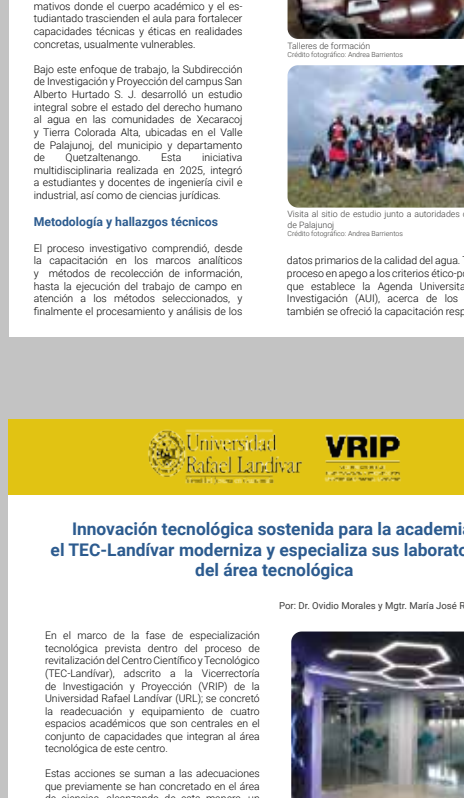 mativos donde el cuerpo académico y el es-
tudiantado trascienden el aula para fortalecer
capacidades técnicas y éticas en realidades
concretas, usualmente vulnerables.
Bajo este enfoque de trabajo, la Subdirección
de Investigación y Proyección del campus San
Alberto Hurtado S. J. desarrolló un estudio
integral sobre el estado del derecho humano
al agua en las comunidades de Xecaracoj
y Tierra Colorada Alta, ubicadas en el Valle
de Palajunoj, del municipio y departamento
de Quetzaltenango. Esta iniciativa
multidisciplinaria realizada en 2025, integró
a estudiantes y docentes de ingeniería civil e
industrial, así como de ciencias jurídicas.
Metodología y hallazgos técnicos
El proceso investigativo comprendió, desde
la capacitación en los marcos analíticos
y métodos de recolección de información,
hasta la ejecución del trabajo de campo en
atención a los métodos seleccionados, y
finalmente el procesamiento y análisis de los
Talleres de formación
Crédito fotográfico: Andrea Barrientos
Visita al sitio de estudio junto a autoridades
de Palajunoj
Crédito fotográfico: Andrea Barrientos
datos primarios de la calidad del agua.
proceso en apego a los criterios ético-po
que establece la Agenda Universita
Investigación (AUI), acerca de los
también se ofreció la capacitación resp
Universidad
Rafael Landívar
VRIP
Innovación tecnológica sostenida para la academia
el TEC-Landívar moderniza y especializa sus laborato
del área tecnológica
Por: Dr. Ovidio Morales y Mgtr. María José R
En el marco de la fase de especialización
tecnológica prevista dentro del proceso de
revitalización del Centro Científico y Tecnológico
(TEC-Landívar), adscrito a la Vicerrectoría
de Investigación y Proyección (VRIP) de la
Universidad Rafael Landívar (URL); se concretó
la readecuación y equipamiento de cuatro
espacios académicos que son centrales en el
conjunto de capacidades que integran al área
tecnológica de este centro.
Estas acciones se suman a las adecuaciones
que previamente se han concretado en el área